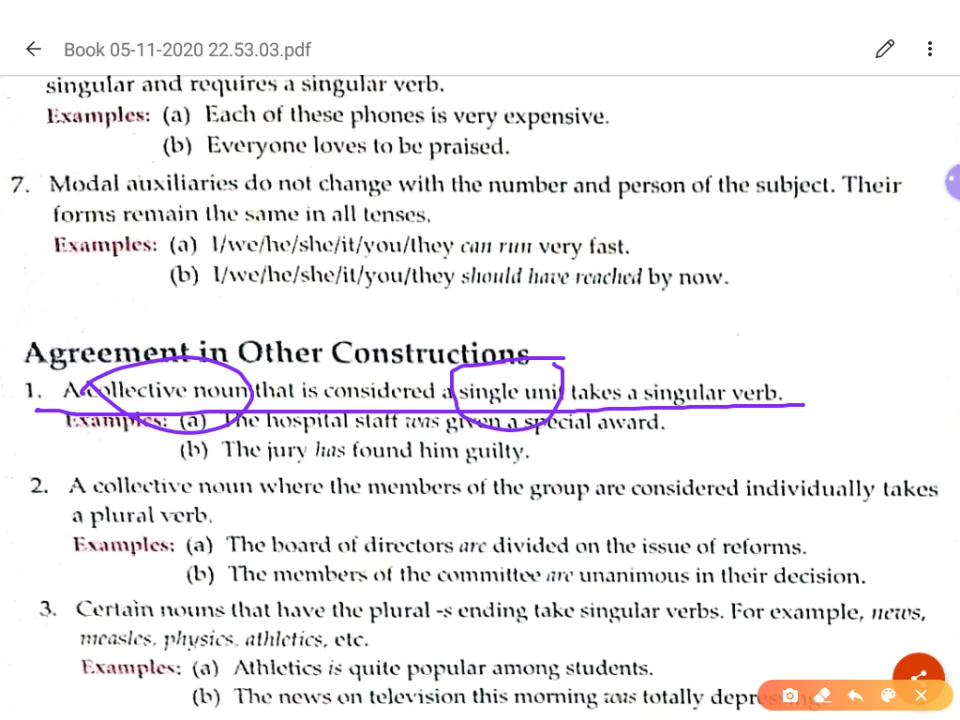 Book 05-11-2020 22.53.03.pdf
singular and requires a singular verb.
Examples: (a) Each of these phones is very expensive.
(b) Everyone loves to be praised.
7. Modal auxiliaries do not change with the number and person of the subject. Their
forms remain the same in all tenses.
Examples: (a) I/we/he/she/it/you/they can run very fast.
(b) I/we/he/she/it/you/they should have reached by now.
Agreement in Other Constructions
1. A collective noun that is considered a single unit takes a singular verb.
Examples: (a) The hospital staff was given a special award.
(b) The jury has found him guilty.
2. A collective noun where the members of the group are considered individually takes
a plural verb.
Examples: (a) The board of directors are divided on the issue of reforms.
(b) The members of the committee are unanimous in their decision.
3. Certain nouns that have the plural -s ending take singular verbs. For example, news,
measles, physics, athletics, etc.
Examples: (a) Athletics is quite popular among students.
(b) The news on television this morning was totally